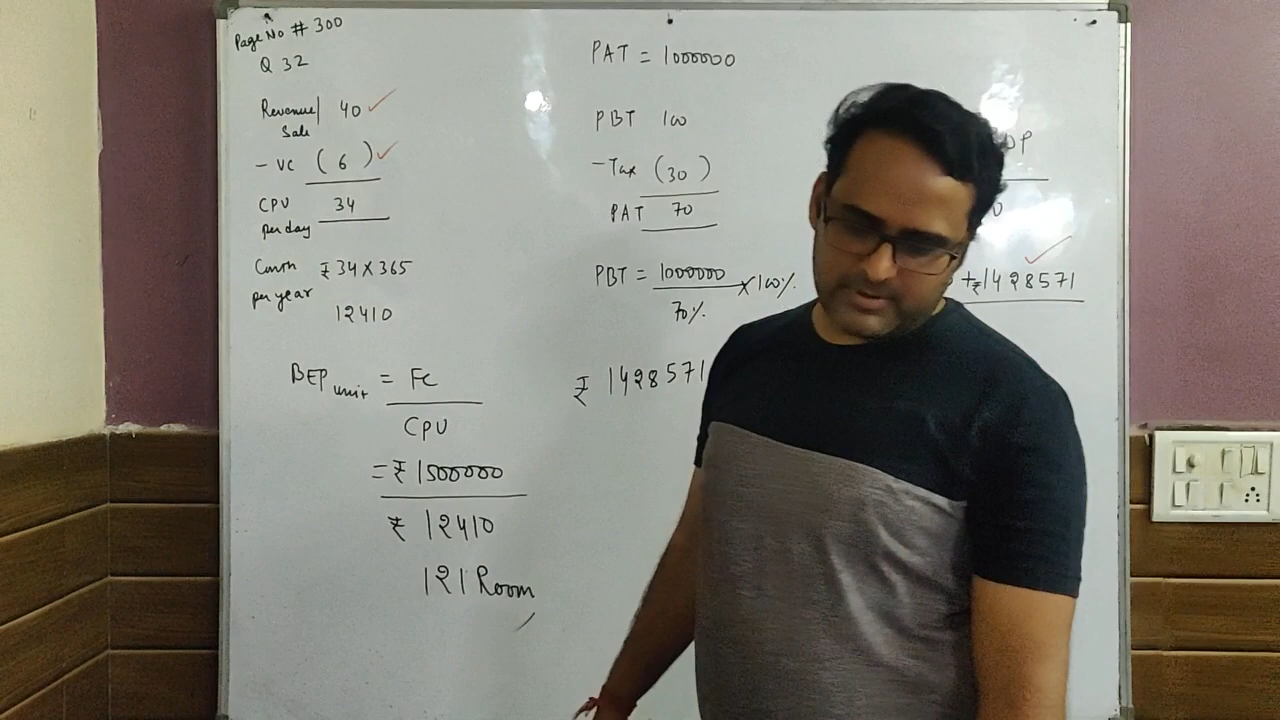 Page No # 300
Q 32
Revenue/ 40 ✓
Sale
- VC (6) ✓
CPU 34
per day
Contn ₹34 × 365
per year
12410
BEP unit = FC
CPU
= ₹1500000
₹ 12410
121 Room
PAT = 1000000
PBT 100
-Tax (30)
PAT 70
PBT = 1000000 × 100%
70%
₹ 1428571
+₹1428571 ✓